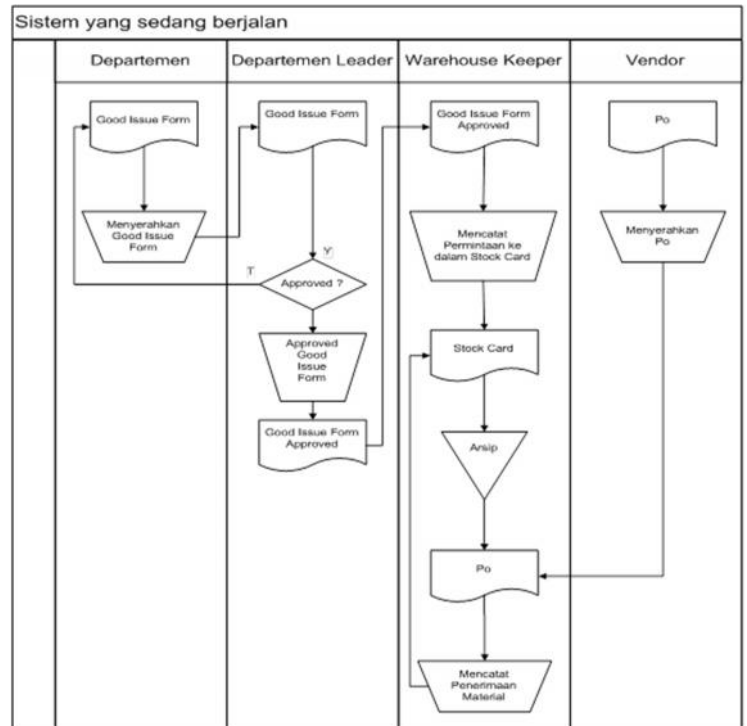 Sistem yang sedang berjalan
Departemen
Departemen Leader
Warehouse Keeper
Vendor
Good Issue Form
Menyerahkan
Good Issue
Form
Good Issue Form
Y
T
Approved ?
Approved
Good
Issue
Form
Good Issue Form
Approved
Good Issue Form
Approved
Mencatat
Permintaan ke
dalam Stock Card
Stock Card
Arsip
Po
Mencatat
Penerimaan
Material
Po
Menyerahkan
Po